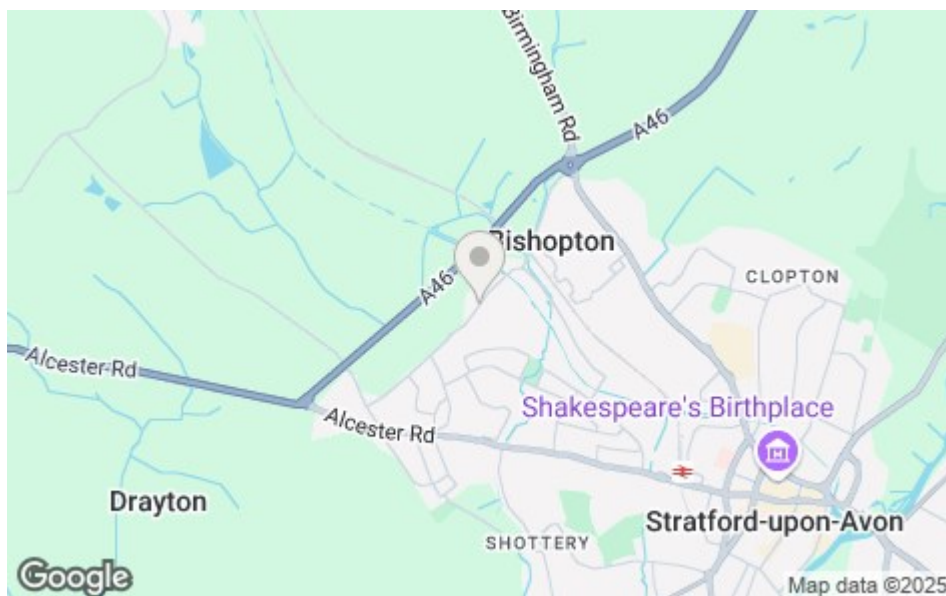 Birmingham Rd
A46
Bishopton
A46
CLOPTON
Alcester Rd
Shakespeare's Birthplace
Alcester Rd
Drayton
Stratford-upon-Avon
SHOTTERY
Google
Map data ©2025